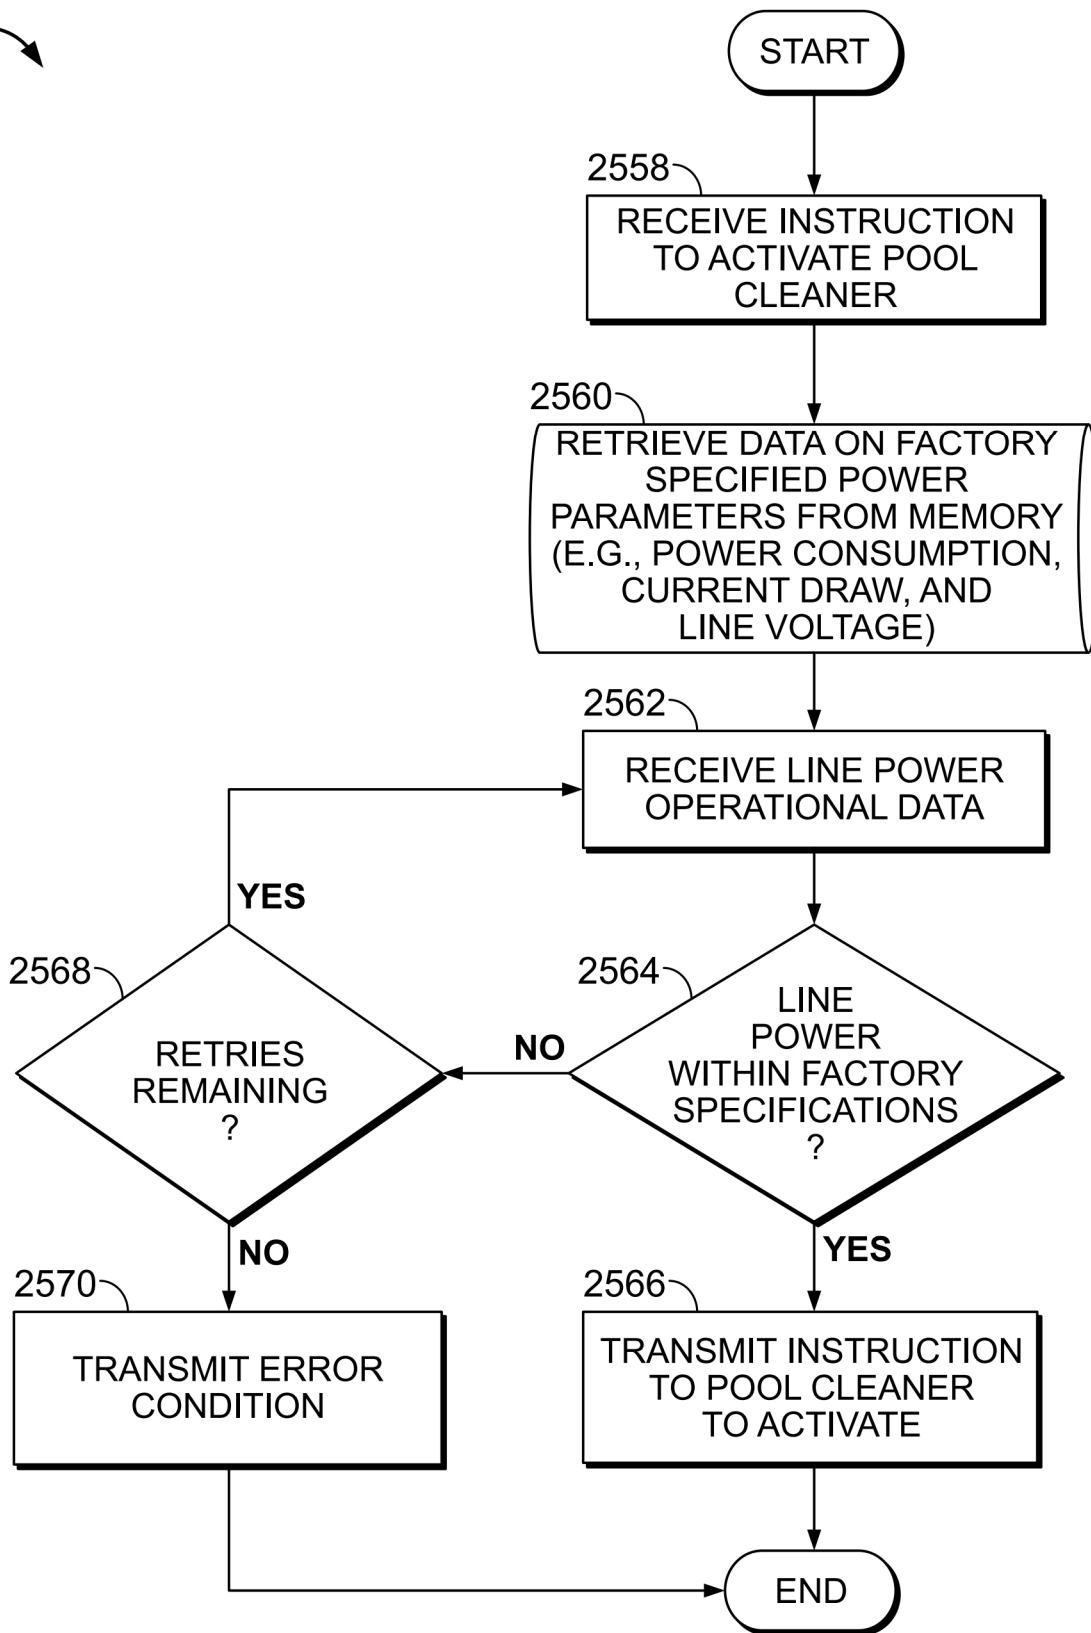 START
2558
RECEIVE INSTRUCTION
TO ACTIVATE POOL
CLEANER
2560
RETRIEVE DATA ON FACTORY
SPECIFIED POWER
PARAMETERS FROM MEMORY
(E.G., POWER CONSUMPTION,
CURRENT DRAW, AND
LINE VOLTAGE)
2562
RECEIVE LINE POWER
OPERATIONAL DATA
YES
2568
RETRIES
REMAINING
?
NO
2564
LINE
POWER
WITHIN FACTORY
SPECIFICATIONS
?
NO
YES
2570
TRANSMIT ERROR
CONDITION
2566
TRANSMIT INSTRUCTION
TO POOL CLEANER
TO ACTIVATE
END